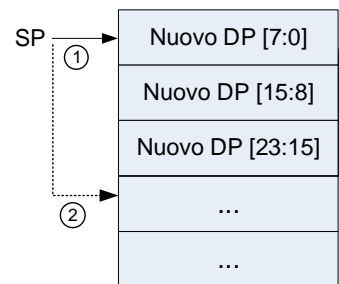 SP
1
Nuovo DP [7:0]
Nuovo DP [15:8]
Nuovo DP [23:15]
2
...
...